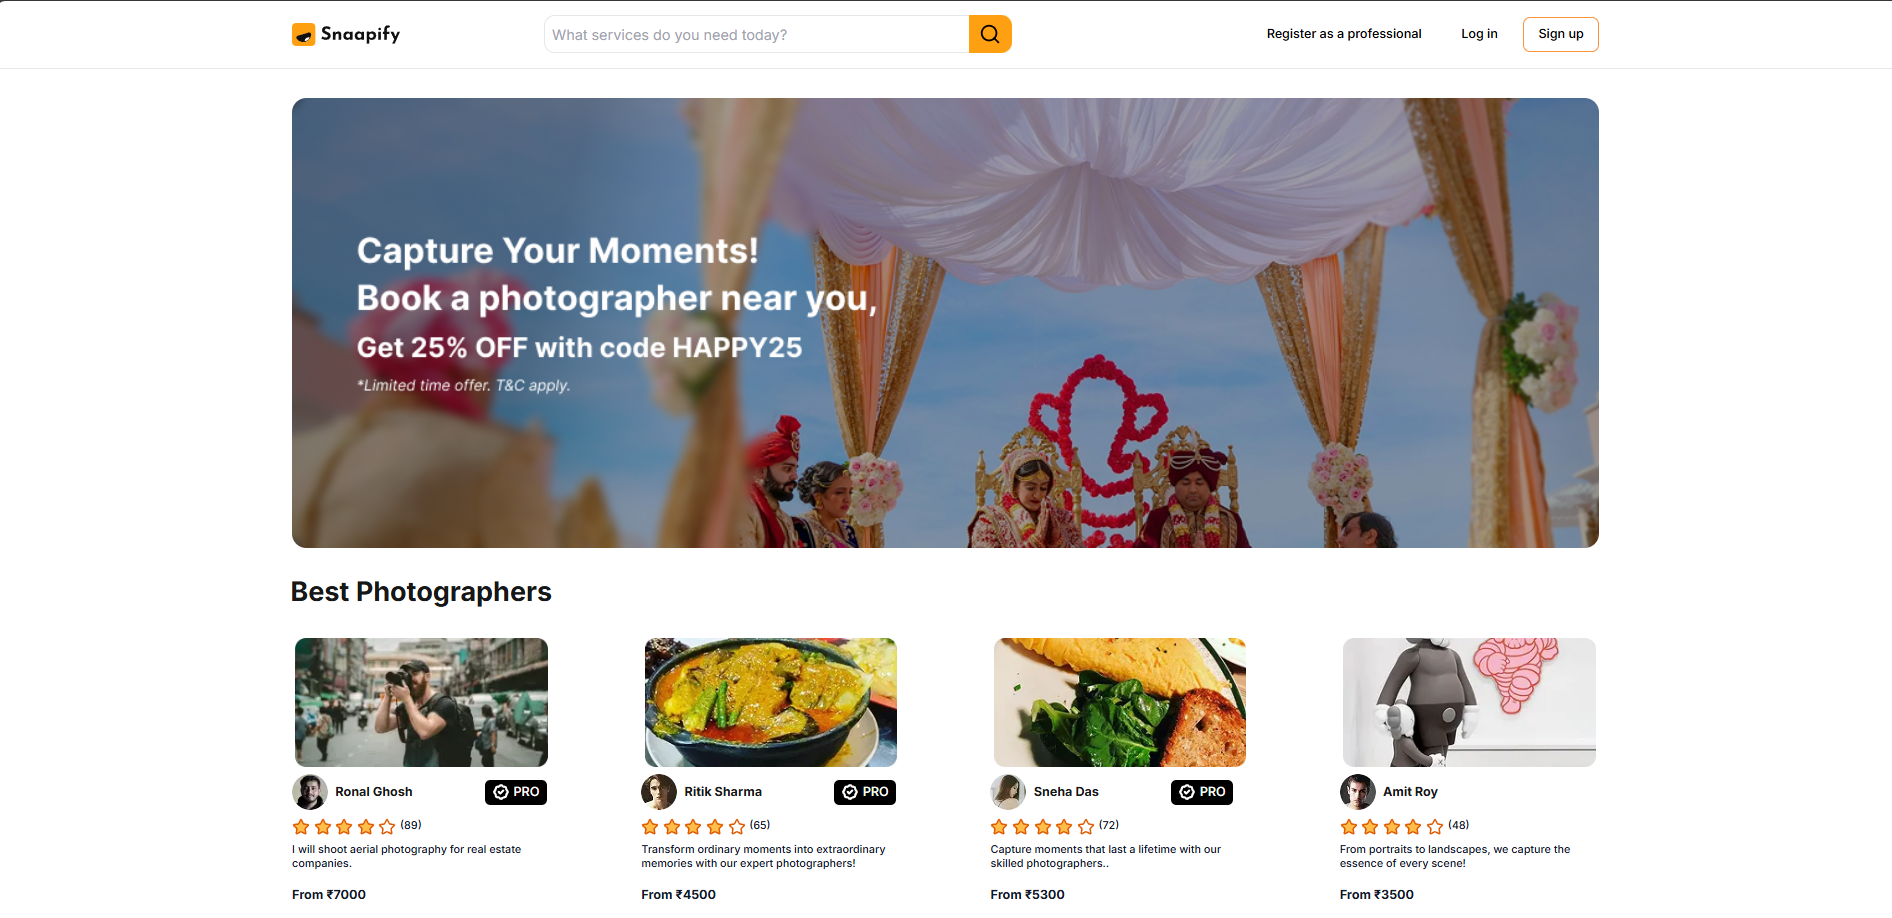 Snaapify
What services do you need today?
Register as a professional
Log in
Sign up
Capture Your Moments!
Book a photographer near you,
Get 25% OFF with code HAPPY25
*Limited time offer. T&C apply.
Best Photographers
Ronal Ghosh
PRO
(89)
I will shoot aerial photography for real estate
companies.
From ₹7000
Ritik Sharma
PRO
(65)
Transform ordinary moments into extraordinary
memories with our expert photographers!
From ₹4500
Sneha Das
PRO
(72)
Capture moments that last a lifetime with our
skilled photographers..
From ₹5300
Amit Roy
(48)
From portraits to landscapes, we capture the
essence of every scene!
From ₹3500